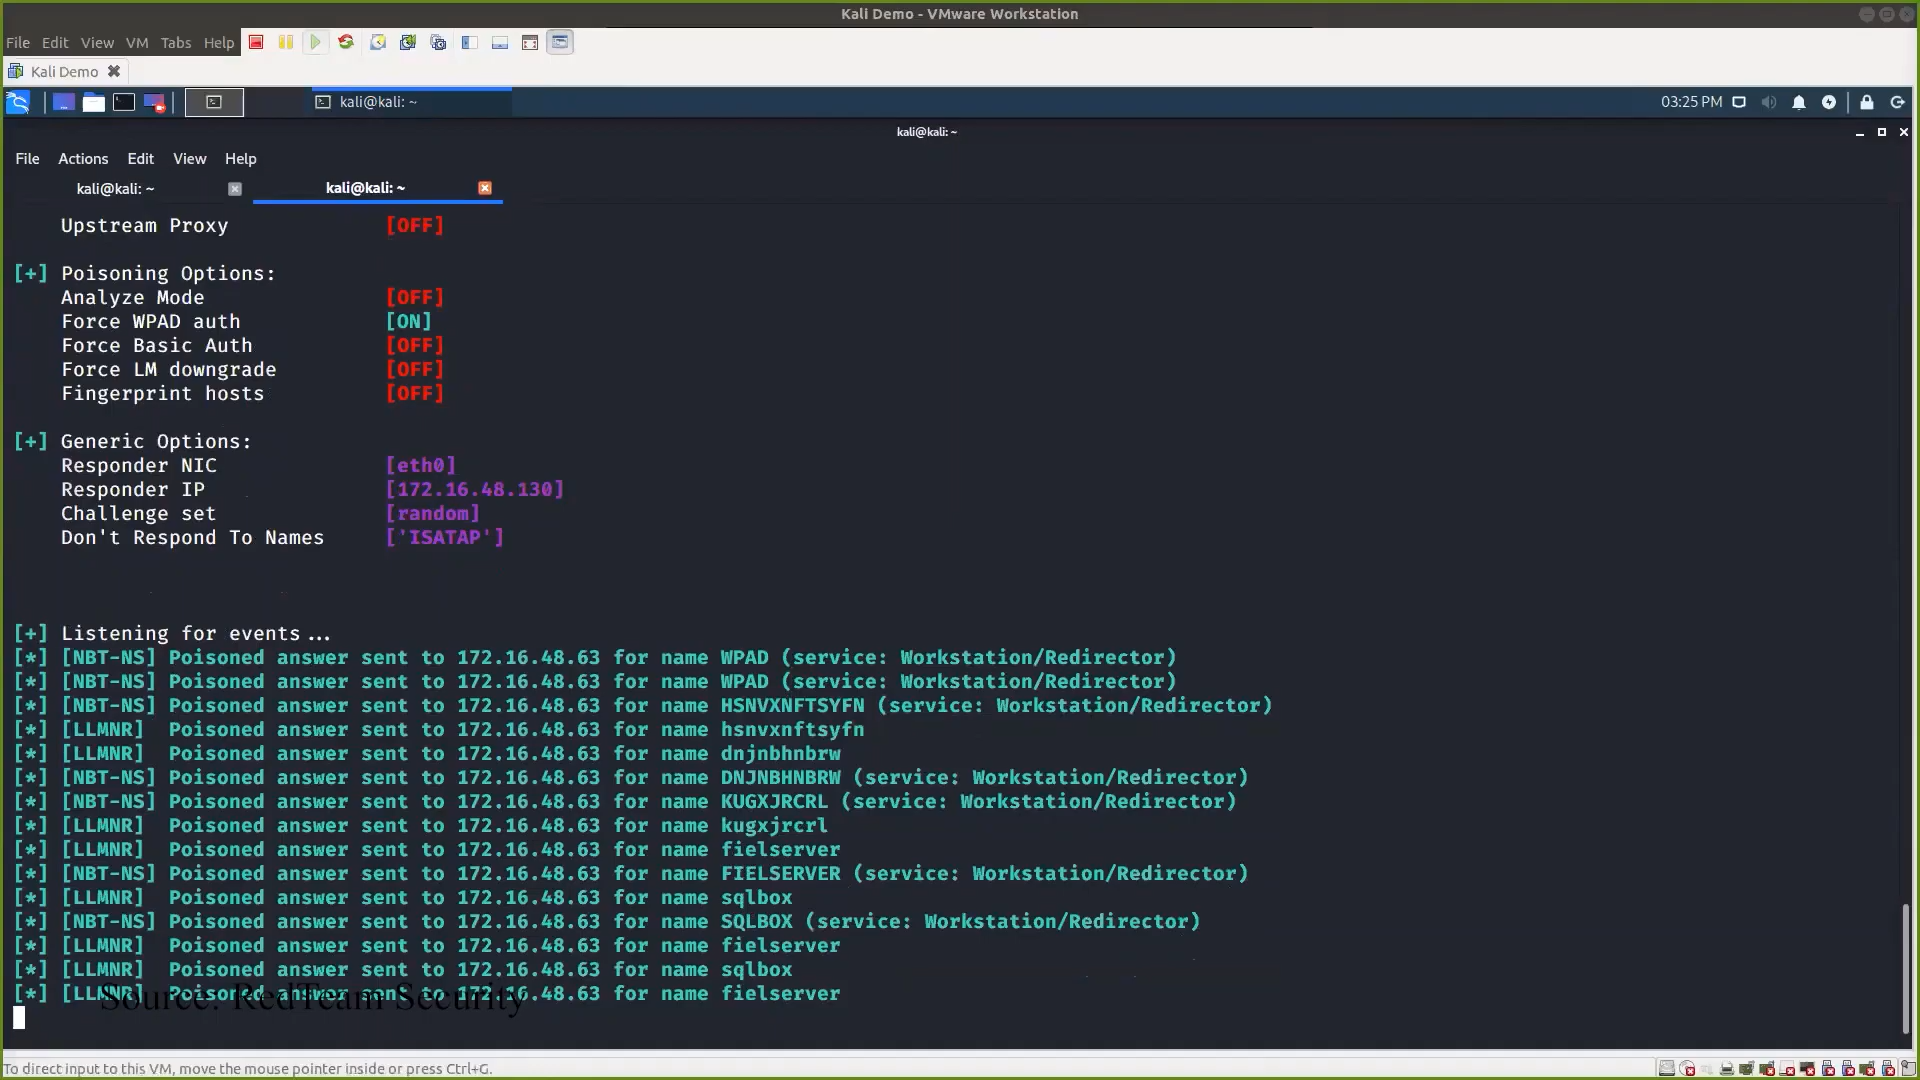 Kali Demo - VMware Workstation
File Edit View VM Tabs Help
Kali Demo
kali@kali: ~
03:25 PM
kali@kali: ~
File Actions Edit View Help
kali@kali: ~ kali@kali: ~
Upstream Proxy [OFF]
[+] Poisoning Options:
Analyze Mode [OFF]
Force WPAD auth [ON]
Force Basic Auth [OFF]
Force LM downgrade [OFF]
Fingerprint hosts [OFF]
[+] Generic Options:
Responder NIC [eth0]
Responder IP [172.16.48.130]
Challenge set [random]
Don't Respond To Names ['ISATAP']
[+] Listening for events...
[*] [NBT-NS] Poisoned answer sent to 172.16.48.63 for name WPAD (service: Workstation/Redirector)
[*] [NBT-NS] Poisoned answer sent to 172.16.48.63 for name WPAD (service: Workstation/Redirector)
[*] [NBT-NS] Poisoned answer sent to 172.16.48.63 for name HSNVXNFTSYFN (service: Workstation/Redirector)
[*] [LLMNR] Poisoned answer sent to 172.16.48.63 for name hsnvxnftsyfn
[*] [LLMNR] Poisoned answer sent to 172.16.48.63 for name dnjnbhnbrw
[*] [NBT-NS] Poisoned answer sent to 172.16.48.63 for name DNJNBHNBRW (service: Workstation/Redirector)
[*] [NBT-NS] Poisoned answer sent to 172.16.48.63 for name KUGXJRCRL (service: Workstation/Redirector)
[*] [LLMNR] Poisoned answer sent to 172.16.48.63 for name kugxjrcrl
[*] [LLMNR] Poisoned answer sent to 172.16.48.63 for name fielserver
[*] [NBT-NS] Poisoned answer sent to 172.16.48.63 for name FIELSERVER (service: Workstation/Redirector)
[*] [LLMNR] Poisoned answer sent to 172.16.48.63 for name sqlbox
[*] [NBT-NS] Poisoned answer sent to 172.16.48.63 for name SQLBOX (service: Workstation/Redirector)
[*] [LLMNR] Poisoned answer sent to 172.16.48.63 for name fielserver
[*] [LLMNR] Poisoned answer sent to 172.16.48.63 for name sqlbox
[*] [LLMNR] Poisoned answer sent to 172.16.48.63 for name fielserver
Source: RedTeam Security
To direct input to this VM, move the mouse pointer inside or press Ctrl+G.